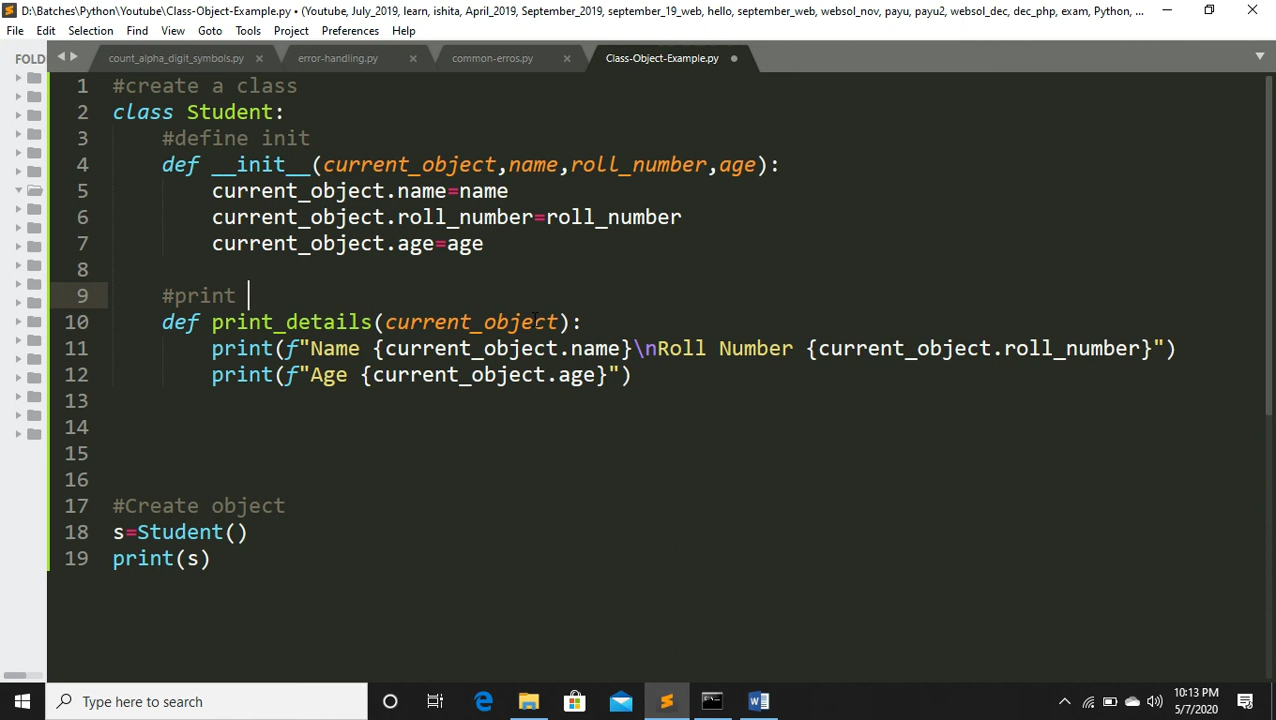 D:\Batches\Python\Youtube\Class-Object-Example.py • (Youtube, July_2019, learn, ishita, April_2019, September_2019, september_19_web, hello, september_web, websol_nov, payu, payu2, websol_dec, dec_php, exam, Python, ...
File Edit Selection Find View Goto Tools Project Preferences Help
FOLD count_alpha_digit_symbols.py error-handling.py common-erros.py Class-Object-Example.py
1 #create a class
2 class Student:
3 #define init
4 def __init__(current_object,name,roll_number,age):
5 current_object.name=name
6 current_object.roll_number=roll_number
7 current_object.age=age
8
9 #print
10 def print_details(current_object):
11 print(f"Name {current_object.name}\nRoll Number {current_object.roll_number}")
12 print(f"Age {current_object.age}")
13
14
15
16
17 #Create object
18 s=Student()
19 print(s)
Type here to search
10:13 PM
5/7/2020